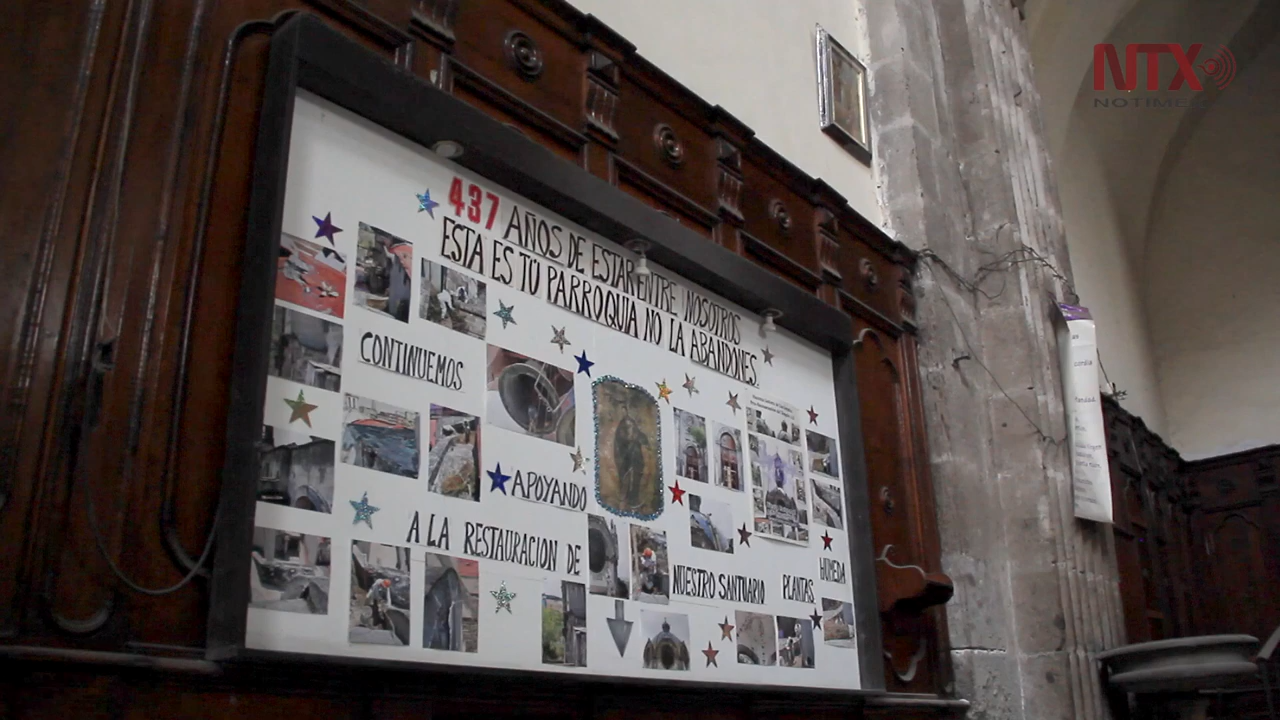 NTX
NOTIMEX
437 AÑOS DE ESTAR ENTRE NOSOTROS
ESTA ES TÚ PARROQUIA NO LA ABANDONES.
CONTINUEMOS
APOYANDO
A LA RESTAURACION DE
NUESTRO SANTUARIO
PLANTAS
HUMEDA